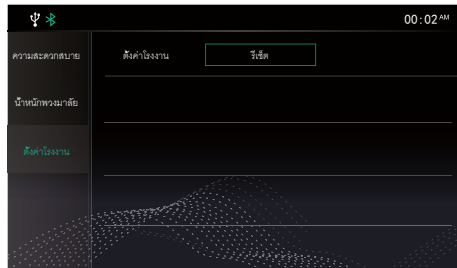 00:02 AM
ความสะดวกสบาย
ตั้งค่าโรงงาน
รีเซ็ต
น้ำหนักพวงมาลัย
ตั้งค่าโรงงาน